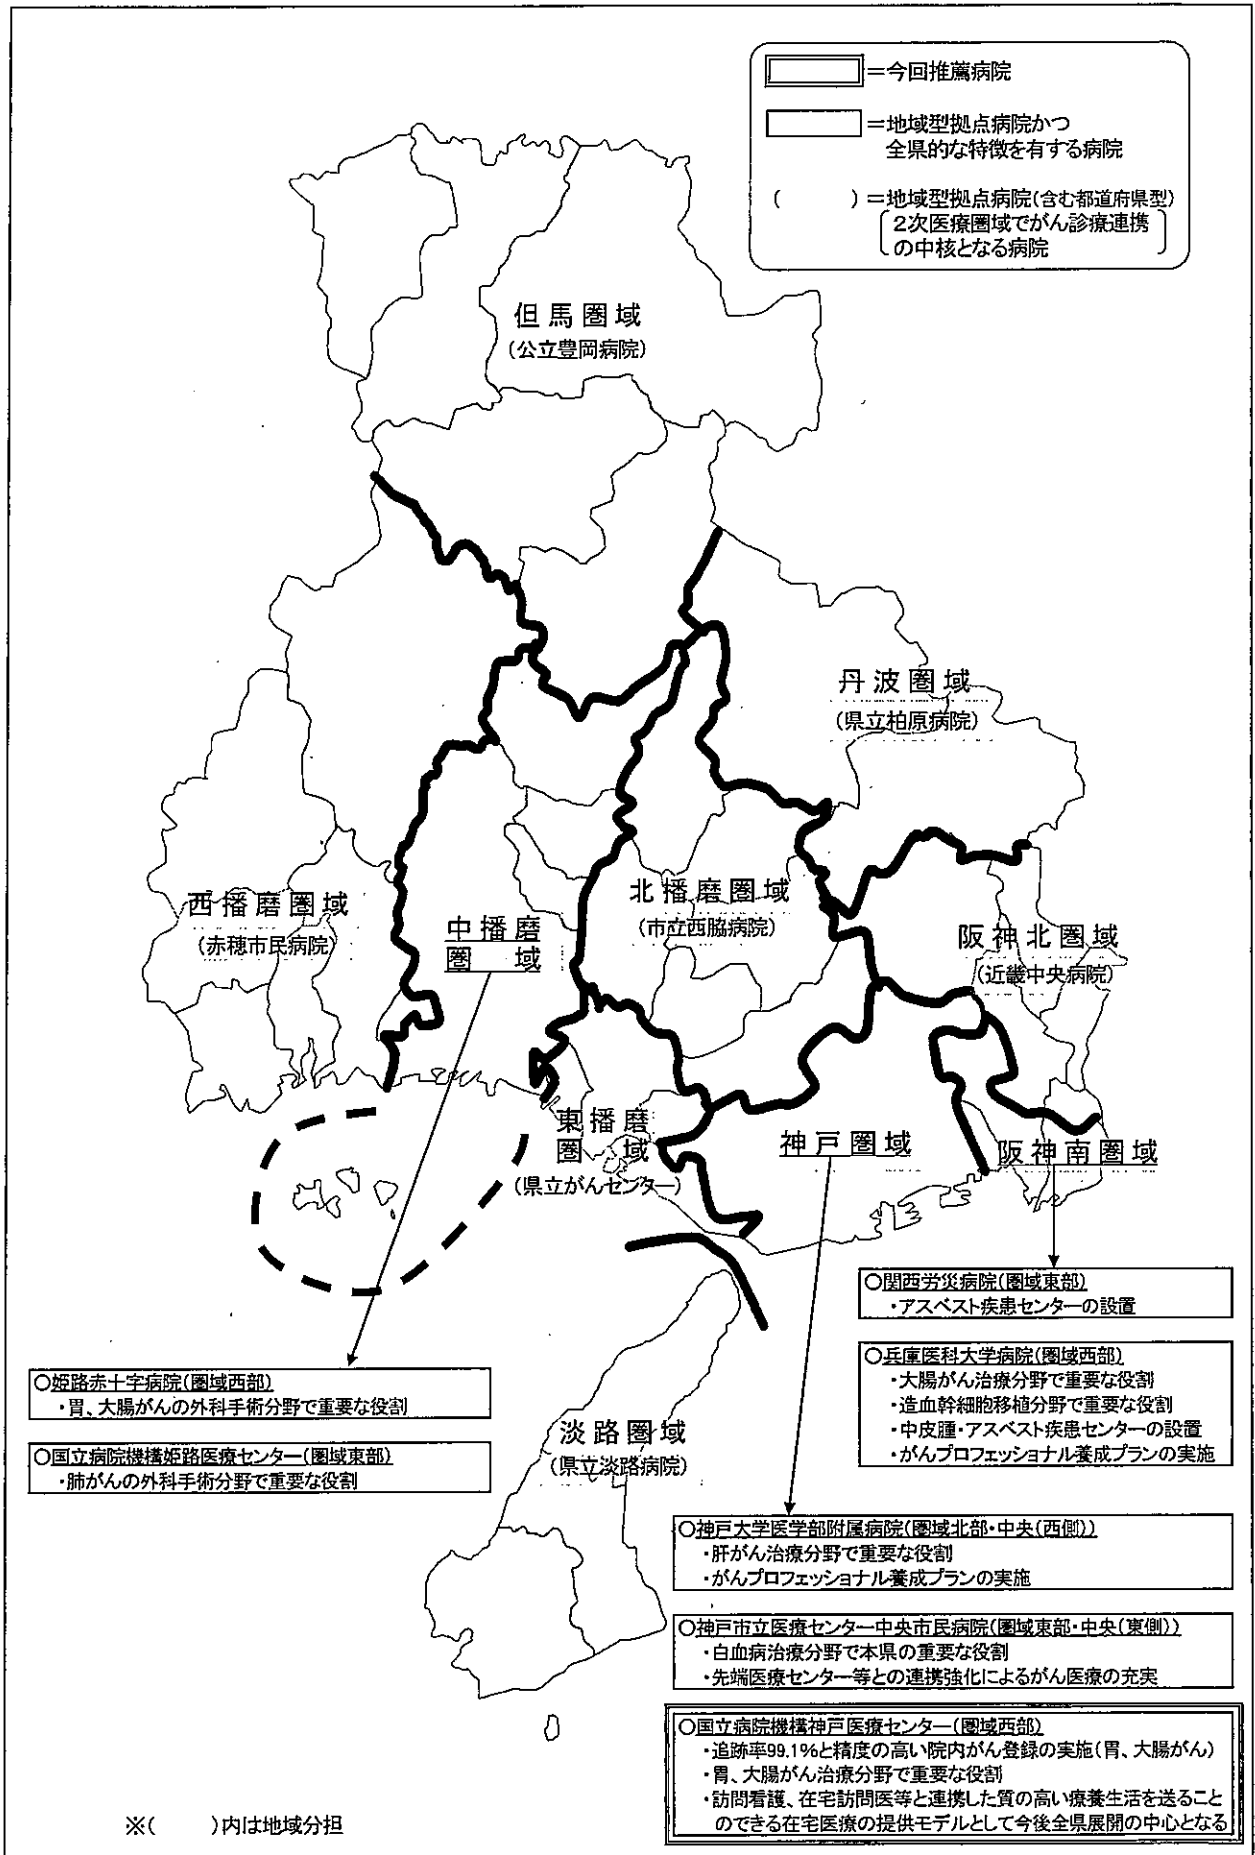 =今回推薦病院
=地域型拠点病院かつ
全県的な特徴を有する病院
(　　　)=地域型拠点病院(含む都道府県型)
2次医療圏域でがん診療連携
の中核となる病院
但馬圏域
(公立豊岡病院)
丹波圏域
(県立柏原病院)
西播磨圏域
(赤穂市民病院)
中播磨
圏　域
北播磨圏域
(市立西脇病院)
阪神北圏域
(近畿中央病院)
東播磨
圏　域
(県立がんセンター)
神戸圏域
阪神南圏域
○関西労災病院(圏域東部)
・アスベスト疾患センターの設置
○兵庫医科大学病院(圏域西部)
・大腸がん治療分野で重要な役割
・造血幹細胞移植分野で重要な役割
・中皮腫・アスベスト疾患センターの設置
・がんプロフェッショナル養成プランの実施
○姫路赤十字病院(圏域西部)
・胃、大腸がんの外科手術分野で重要な役割
○国立病院機構姫路医療センター(圏域東部)
・肺がんの外科手術分野で重要な役割
淡路圏域
(県立淡路病院)
○神戸大学医学部附属病院(圏域北部・中央(西側))
・肝がん治療分野で重要な役割
・がんプロフェッショナル養成プランの実施
○神戸市立医療センター中央市民病院(圏域東部・中央(東側))
・白血病治療分野で本県の重要な役割
・先端医療センター等との連携強化によるがん医療の充実
○国立病院機構神戸医療センター(圏域西部)
・追跡率99.1%と精度の高い院内がん登録の実施(胃、大腸がん)
・胃、大腸がん治療分野で重要な役割
・訪問看護、在宅訪問医等と連携した質の高い療養生活を送ること
のできる在宅医療の提供モデルとして今後全県展開の中心となる
※(　　　)内は地域分担